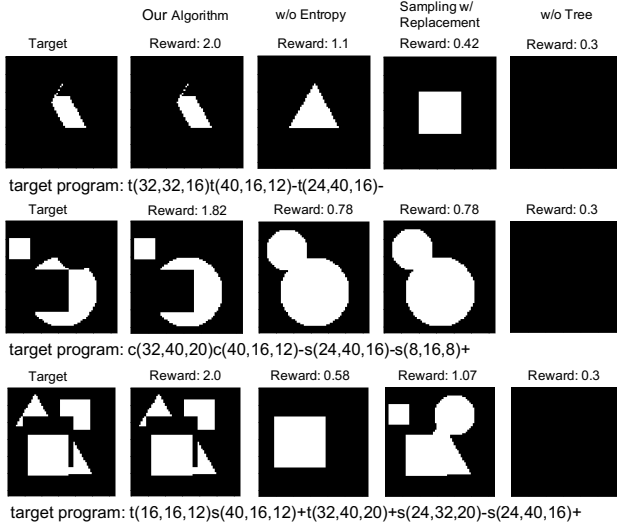 Our Algorithm w/o Entropy Sampling w/ Replacement w/o Tree
Target Reward: 2.0 Reward: 1.1 Reward: 0.42 Reward: 0.3
target program: t(32,32,16)t(40,16,12)-t(24,40,16)-
Target Reward: 1.82 Reward: 0.78 Reward: 0.78 Reward: 0.3
target program: c(32,40,20)c(40,16,12)-s(24,40,16)-s(8,16,8)+
Target Reward: 2.0 Reward: 0.58 Reward: 1.07 Reward: 0.3
target program: t(16,16,12)s(40,16,12)+t(32,40,20)+s(24,32,20)-s(24,40,16)+